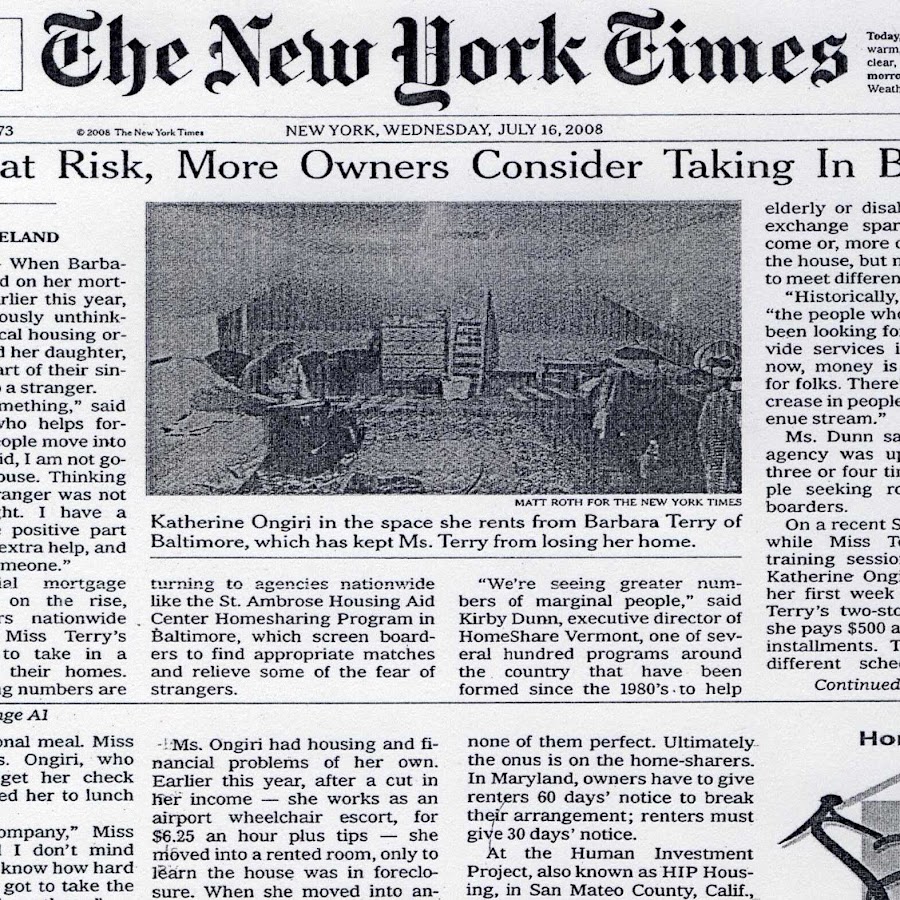 The New York Times
Today,
warm
clear,
morro
Weath
73
© 2008 The New York Times
NEW YORK, WEDNESDAY, JULY 16, 2008
at Risk, More Owners Consider Taking In B
ELAND
When Barba-
d on her mort-
rlier this year,
ously unthink-
cal housing or-
d her daughter,
art of their sin-
o a stranger.
mething,” said
who helps for-
eople move into
id, I am not go-
ouse. Thinking
ranger was not
ht. I have a
e positive part
extra help, and
meone.”
ial mortgage
on the rise,
rs nationwide
Miss Terry’s
to take in a
their homes.
ng numbers are
MATT ROTH FOR THE NEW YORK TIMES
Katherine Ongiri in the space she rents from Barbara Terry of
Baltimore, which has kept Ms. Terry from losing her home.
turning to agencies nationwide
like the St. Ambrose Housing Aid
Center Homesharing Program in
Baltimore, which screen board-
ers to find appropriate matches
and relieve some of the fear of
strangers.
“We’re seeing greater num-
bers of marginal people,” said
Kirby Dunn, executive director of
HomeShare Vermont, one of sev-
eral hundred programs around
the country that have been
formed since the 1980’s to help
elderly or disal
exchange spar
come or, more o
the house, but n
to meet differen
“Historically,
“the people who
been looking fo
vide services i
now, money is
for folks. There
crease in people
enue stream.”
Ms. Dunn sa
agency was up
three or four tim
ple seeking ro
boarders.
On a recent S
while Miss Te
training sessio
Katherine Ongi
her first week
Terry’s two-sto
she pays $500 a
installments. T
different sche
Continued
age A1
onal meal. Miss
s. Ongiri, who
get her check
ed her to lunch
ompany,” Miss
I don’t mind
know how hard
got to take the
Ms. Ongiri had housing and fi-
nancial problems of her own.
Earlier this year, after a cut in
her income — she works as an
airport wheelchair escort, for
$6.25 an hour plus tips — she
moved into a rented room, only to
learn the house was in foreclo-
sure. When she moved into an-
none of them perfect. Ultimately
the onus is on the home-sharers.
In Maryland, owners have to give
renters 60 days’ notice to break
their arrangement; renters must
give 30 days’ notice.
At the Human Investment
Project, also known as HIP Hous-
ing, in San Mateo County, Calif.,
Hor